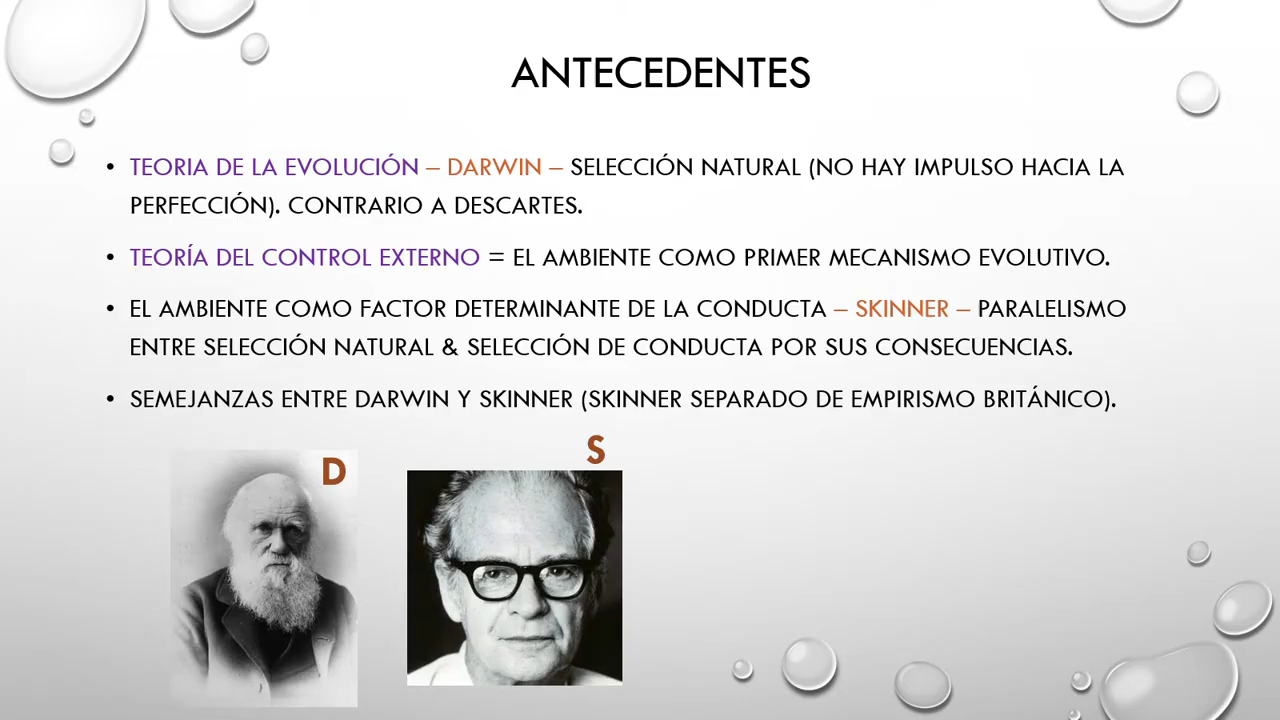 ANTECEDENTES
• TEORIA DE LA EVOLUCIÓN – DARWIN – SELECCIÓN NATURAL (NO HAY IMPULSO HACIA LA
PERFECCIÓN). CONTRARIO A DESCARTES.
• TEORÍA DEL CONTROL EXTERNO = EL AMBIENTE COMO PRIMER MECANISMO EVOLUTIVO.
• EL AMBIENTE COMO FACTOR DETERMINANTE DE LA CONDUCTA – SKINNER – PARALELISMO
ENTRE SELECCIÓN NATURAL & SELECCIÓN DE CONDUCTA POR SUS CONSECUENCIAS.
• SEMEJANZAS ENTRE DARWIN Y SKINNER (SKINNER SEPARADO DE EMPIRISMO BRITÁNICO).
D
S